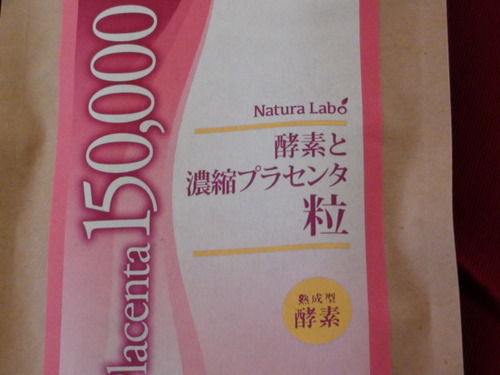 placenta 150,000
Natura Labo
酵素と
濃縮プラセンタ
粒
熟成型
酵素